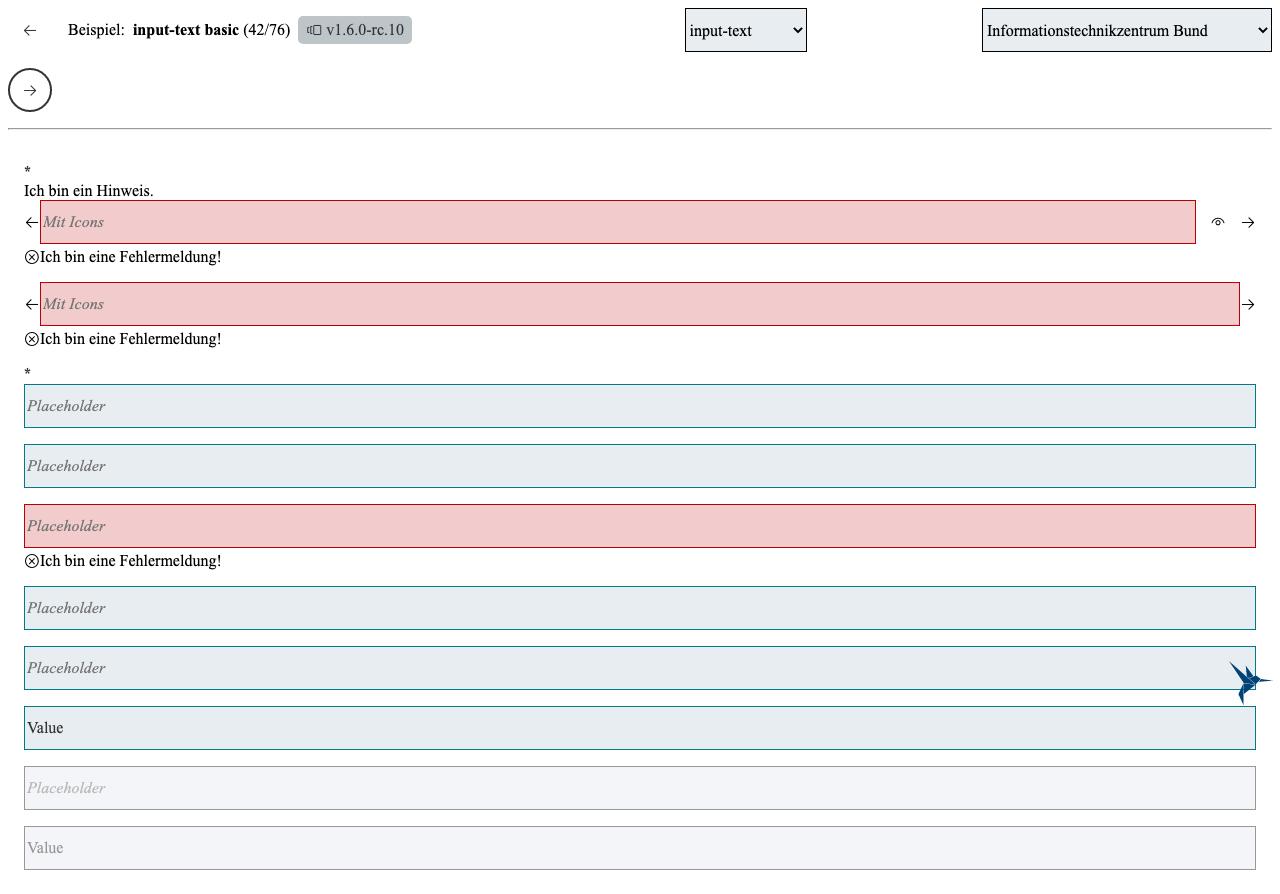 Beispiel: input-text basic (42/76) v1.6.0-rc.10 input-text Informationstechnikzentrum Bund
*
Ich bin ein Hinweis.
Mit Icons
Ich bin eine Fehlermeldung!
Mit Icons
Ich bin eine Fehlermeldung!
*
Placeholder
Placeholder
Placeholder
Ich bin eine Fehlermeldung!
Placeholder
Placeholder
Value
Placeholder
Value